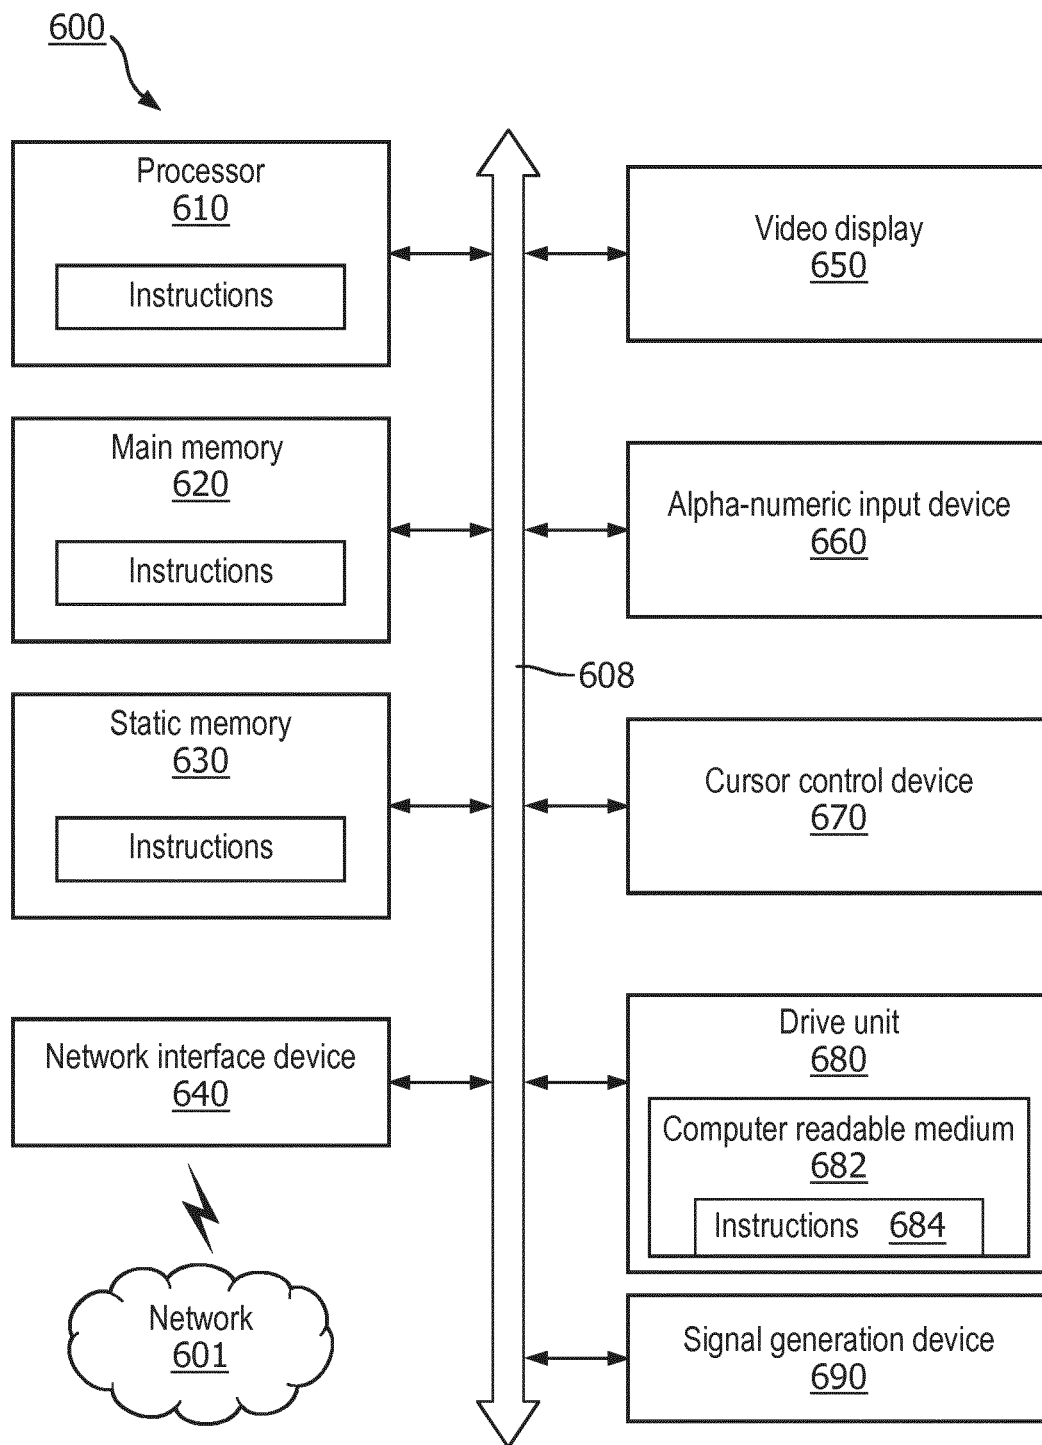 600
Processor
610
Instructions
Main memory
620
Instructions
Static memory
630
Instructions
Network interface device
640
Network
601
608
Video display
650
Alpha-numeric input device
660
Cursor control device
670
Drive unit
680
Computer readable medium
682
Instructions 684
Signal generation device
690